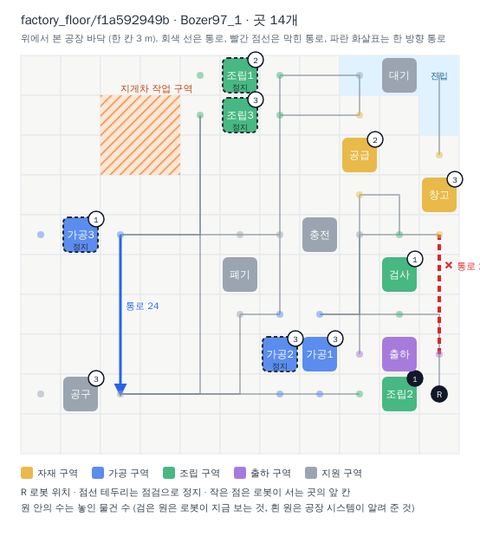 factory_floor/f1a592949b · Bozer97_1 · 곳 14개
위에서 본 공장 바닥 (한 칸 3 m). 회색 선은 통로, 빨간 점선은 막힌 통로, 파란 화살표는 한 방향 통로
2
조립1
정지
대기
진입
지게차 작업 구역
3
조립3
정지
2
공급
3
창고
1
가공3
정지
충전
1
검사
✕ 통로
폐기
통로 24
3
가공2
정지
3
가공1
출하
3
공구
1
조립2
R
자재 구역
가공 구역
조립 구역
출하 구역
지원 구역
R 로봇 위치 · 점선 테두리는 점검으로 정지 · 작은 점은 로봇이 서는 곳의 앞 칸
원 안의 수는 놓인 물건 수 (검은 원은 로봇이 지금 보는 것, 흰 원은 공장 시스템이 알려 준 것)